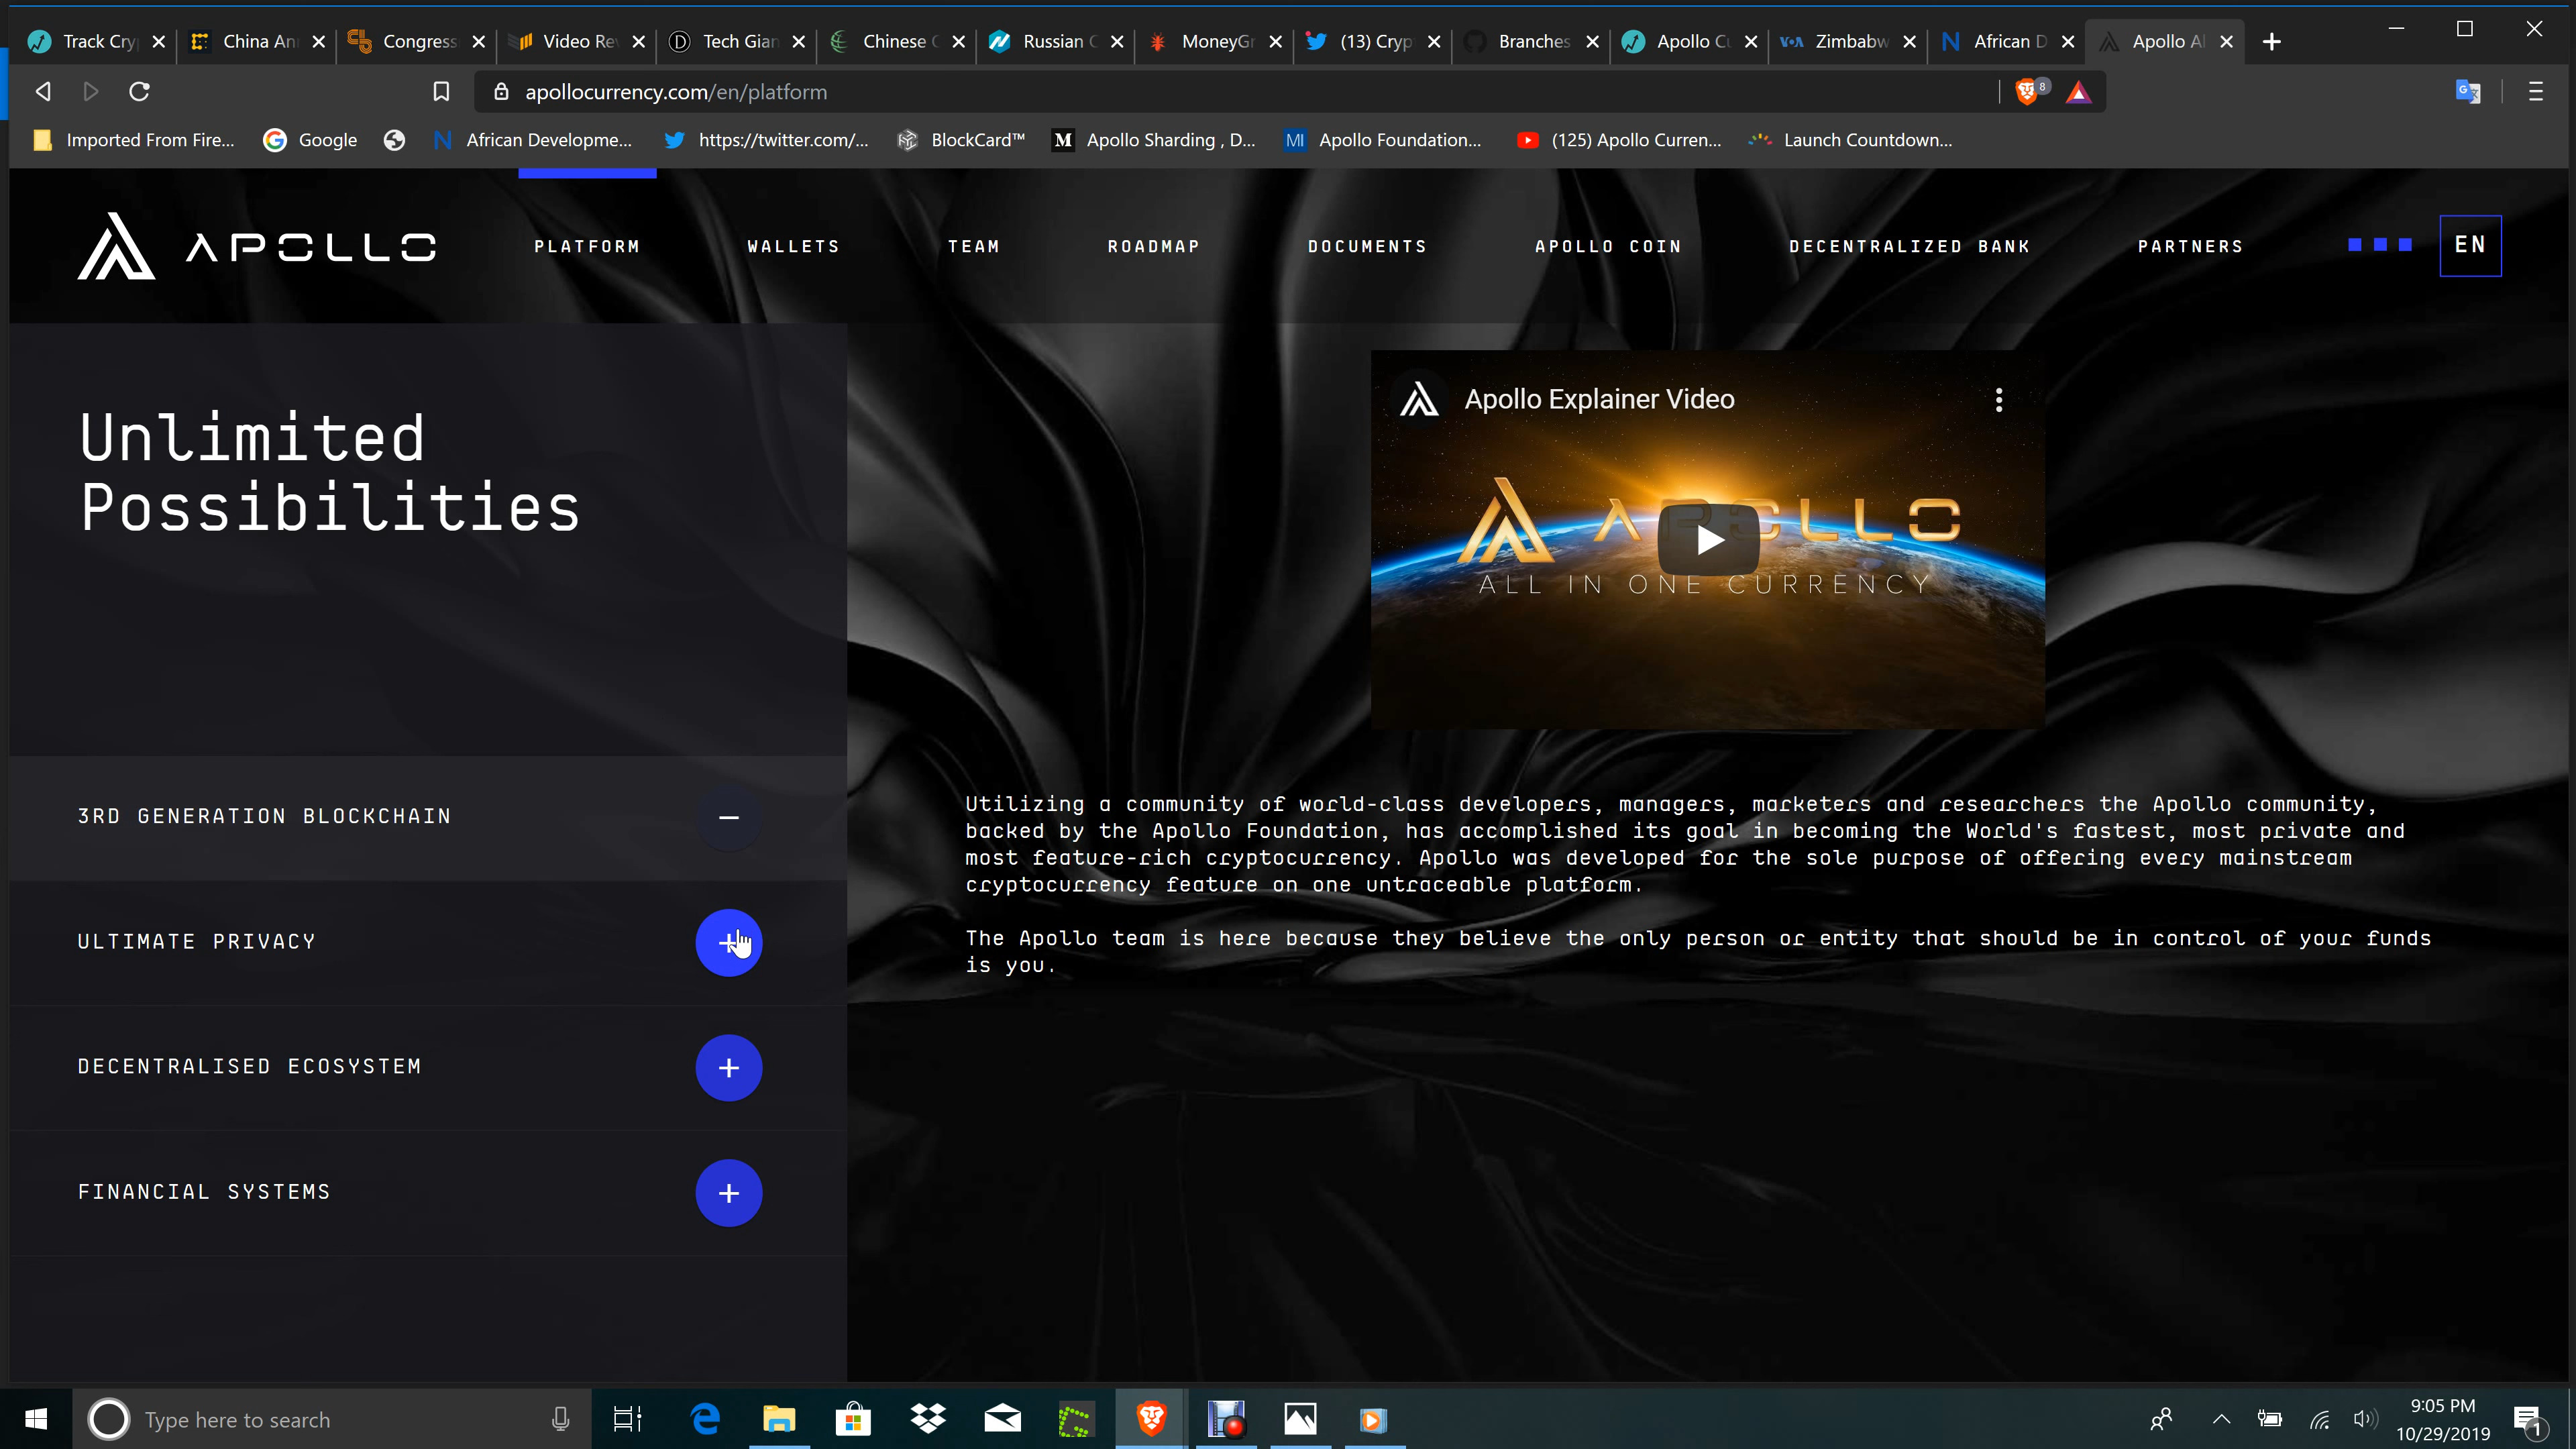 Track Cry
China An
Congress
Video Re
Tech Gian
Chinese C
Russian C
MoneyGr
(13) Cryp
Branches
Apollo Cu
Zimbabw
African D
Apollo Al
apollocurrency.com/en/platform
8
Imported From Fire...
Google
African Developme...
https://twitter.com/...
BlockCard™
Apollo Sharding , D...
Apollo Foundation...
(125) Apollo Curren...
Launch Countdown...
APOLLO
PLATFORM
WALLETS
TEAM
ROADMAP
DOCUMENTS
APOLLO COIN
DECENTRALIZED BANK
PARTNERS
EN
Unlimited
Possibilities
Apollo Explainer Video
APOLLO
ALL IN ONE CURRENCY
3RD GENERATION BLOCKCHAIN
ULTIMATE PRIVACY
DECENTRALISED ECOSYSTEM
FINANCIAL SYSTEMS
Utilizing a community of world-class developers, managers, marketers and researchers the Apollo community,
backed by the Apollo Foundation, has accomplished its goal in becoming the World's fastest, most private and
most feature-rich cryptocurrency. Apollo was developed for the sole purpose of offering every mainstream
cryptocurrency feature on one untraceable platform.
The Apollo team is here because they believe the only person or entity that should be in control of your funds
is you.
Type here to search
9:05 PM
10/29/2019
1